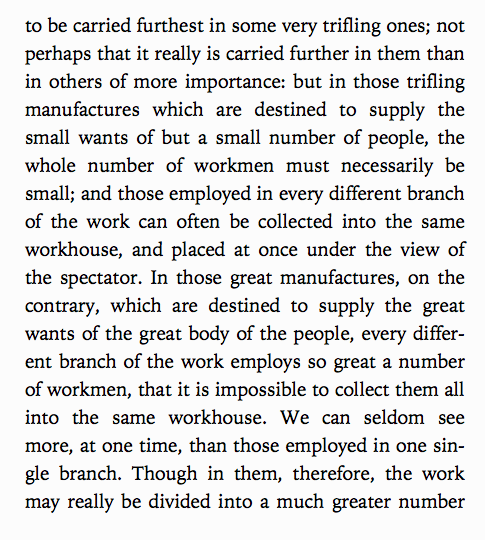 to be carried furthest in some very trifling ones; not
perhaps that it really is carried further in them than
in others of more importance: but in those trifling
manufactures which are destined to supply the
small wants of but a small number of people, the
whole number of workmen must necessarily be
small; and those employed in every different branch
of the work can often be collected into the same
workhouse, and placed at once under the view of
the spectator. In those great manufactures, on the
contrary, which are destined to supply the great
wants of the great body of the people, every differ-
ent branch of the work employs so great a number
of workmen, that it is impossible to collect them all
into the same workhouse. We can seldom see
more, at one time, than those employed in one sin-
gle branch. Though in them, therefore, the work
may really be divided into a much greater number